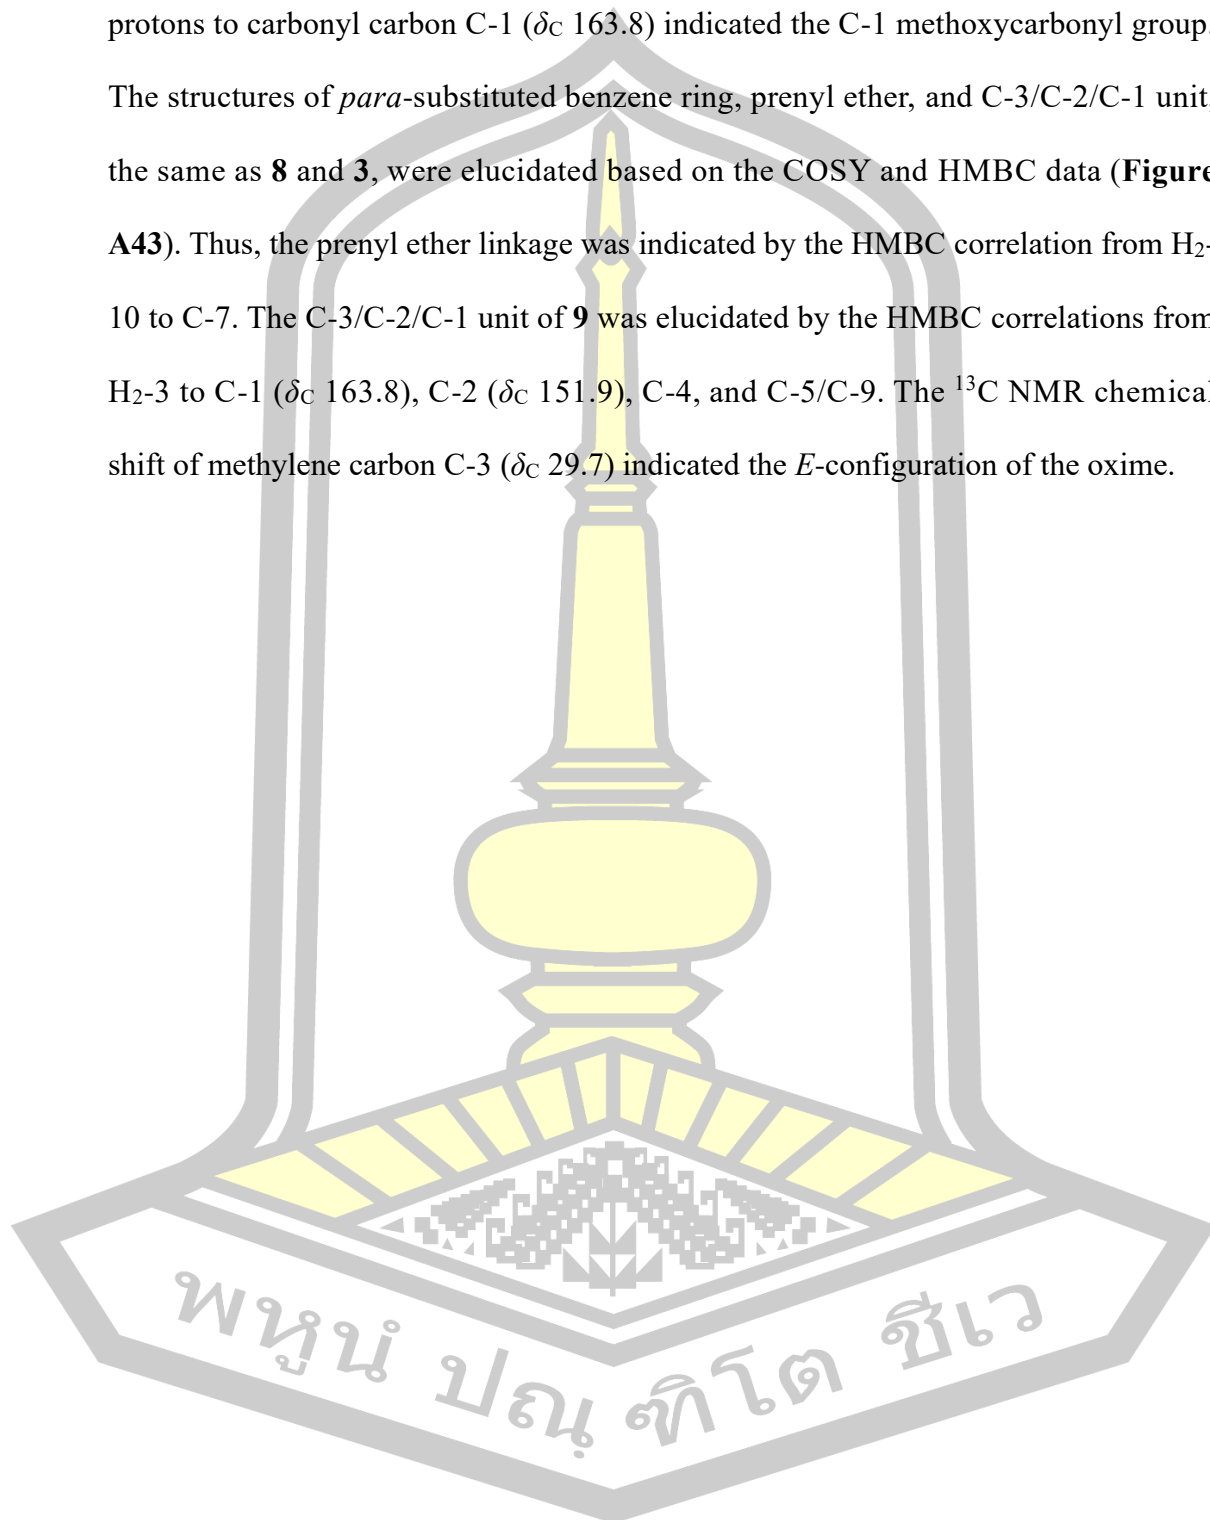 protons to carbonyl carbon C-1 (δC 163.8) indicated the C-1 methoxycarbonyl group.
The structures of para-substituted benzene ring, prenyl ether, and C-3/C-2/C-1 unit,
the same as 8 and 3, were elucidated based on the COSY and HMBC data (Figure
A43). Thus, the prenyl ether linkage was indicated by the HMBC correlation from H₂-
10 to C-7. The C-3/C-2/C-1 unit of 9 was elucidated by the HMBC correlations from
H₂-3 to C-1 (δC 163.8), C-2 (δC 151.9), C-4, and C-5/C-9. The ¹³C NMR chemical
shift of methylene carbon C-3 (δC 29.7) indicated the E-configuration of the oxime.
พหูนํ ปณฺฑิโต ชีเว